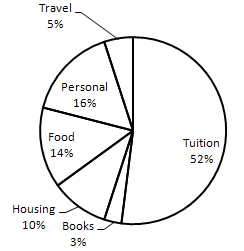 Travel
5%
Personal
16%
Food
14%
Tuition
52%
Housing
10%
Books
3%